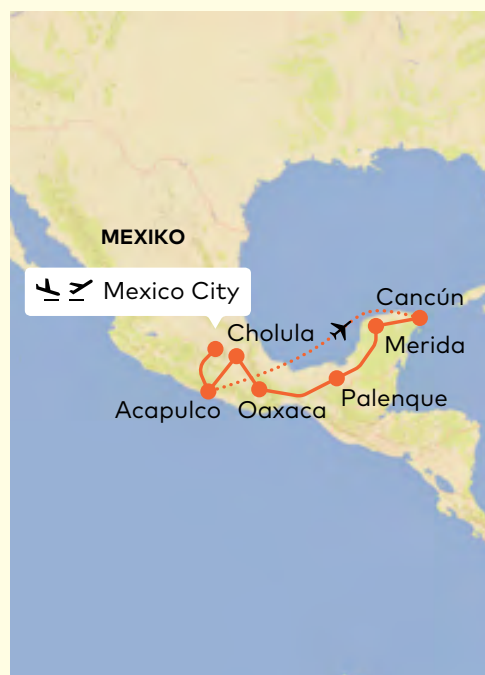 MEXIKO
Mexico City
Cancún
Cholula
Merida
Palenque
Acapulco
Oaxaca